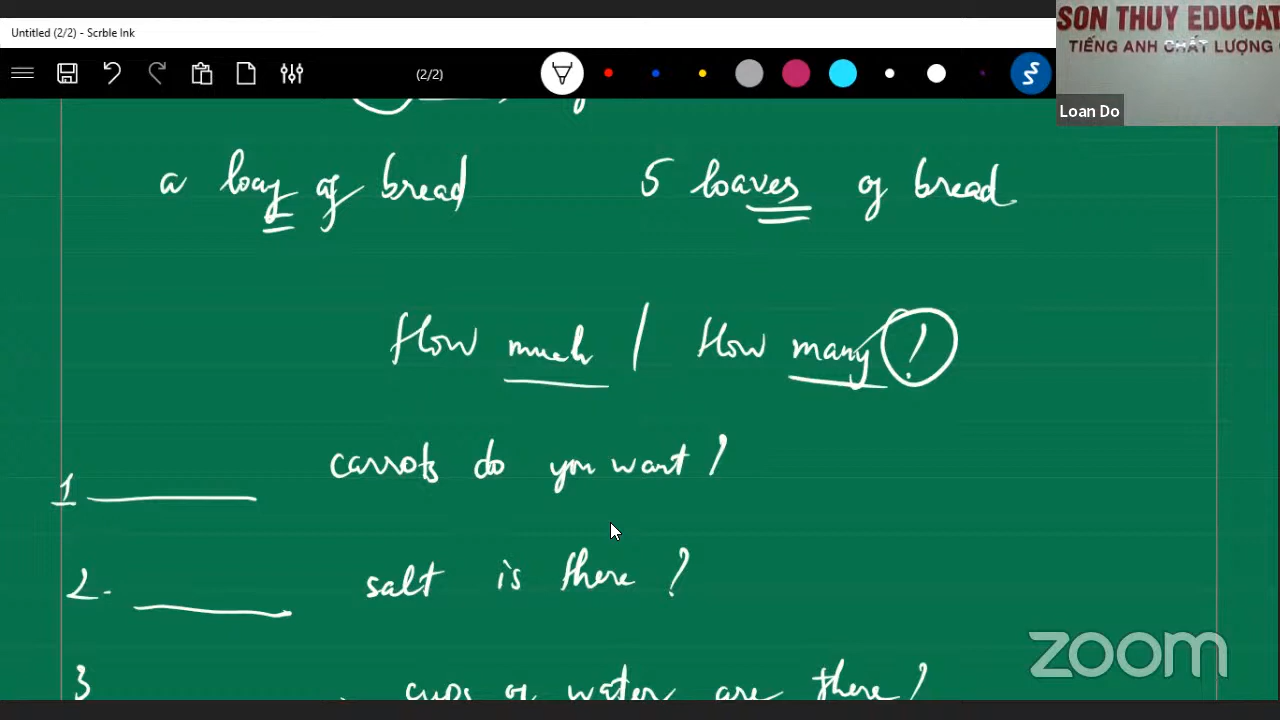 Untitled (2/2) - Scrble Ink
SON THUY EDUCAT
TIẾNG ANH CHẤT LƯỢNG
(2/2)
Loan Do
a loaf of bread 5 loaves of bread
How much / How many ?
1 carrots do you want ?
2. salt is there ?
zoom
3 cups of water are there ?